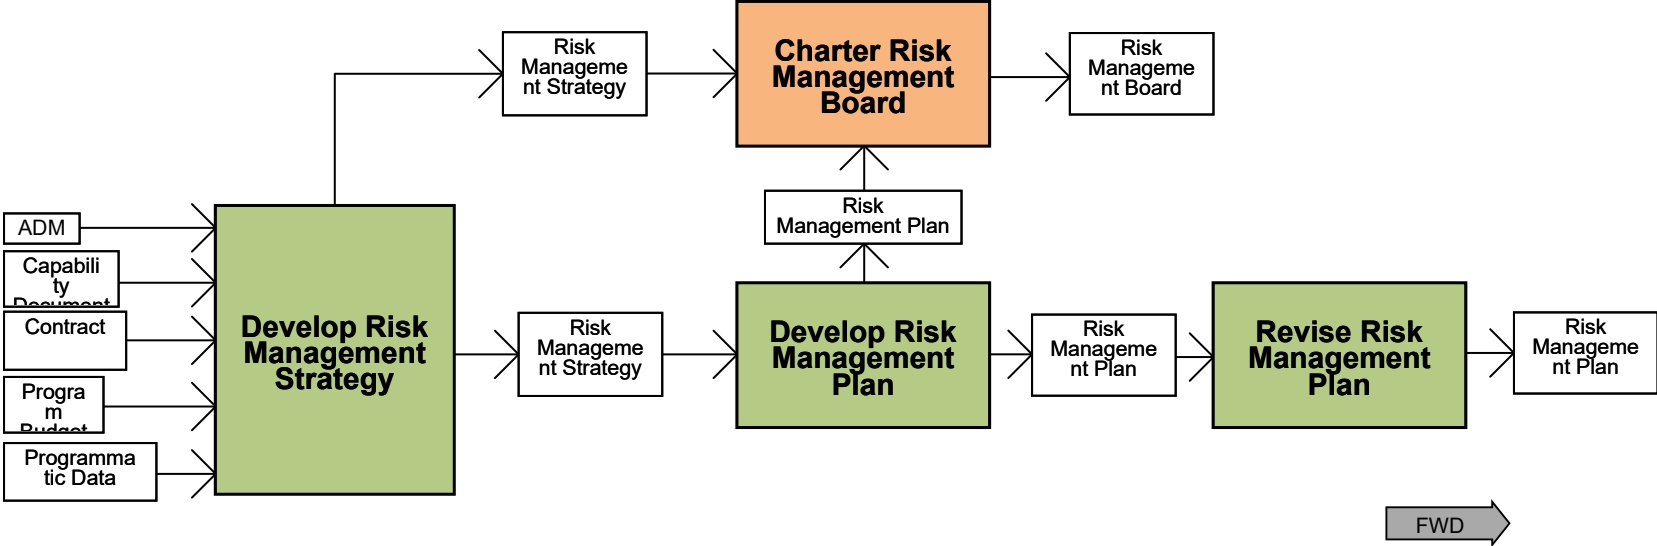 Risk
Manageme
nt Strategy
Charter Risk
Management
Board
Risk
Manageme
nt Board
Risk
Management Plan
ADM
Capabili
ty
Document
Contract
Progra
m
Budget
Programma
tic Data
Develop Risk
Management
Strategy
Risk
Manageme
nt Strategy
Develop Risk
Management
Plan
Risk
Manageme
nt Plan
Revise Risk
Management
Plan
Risk
Manageme
nt Plan
FWD